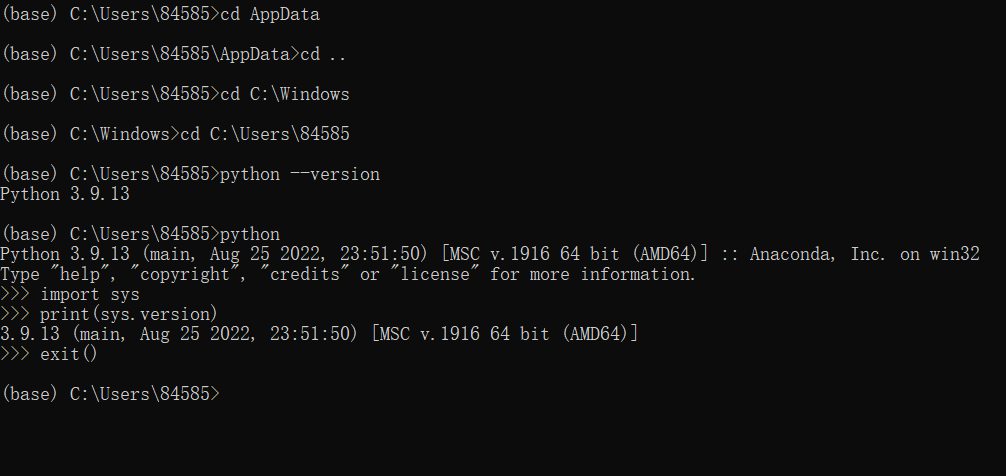 (base) C:\Users\84585>cd AppData
(base) C:\Users\84585\AppData>cd ..
(base) C:\Users\84585>cd C:\Windows
(base) C:\Windows>cd C:\Users\84585
(base) C:\Users\84585>python --version
Python 3.9.13
(base) C:\Users\84585>python
Python 3.9.13 (main, Aug 25 2022, 23:51:50) [MSC v.1916 64 bit (AMD64)] :: Anaconda, Inc. on win32
Type "help", "copyright", "credits" or "license" for more information.
>>> import sys
>>> print(sys.version)
3.9.13 (main, Aug 25 2022, 23:51:50) [MSC v.1916 64 bit (AMD64)]
>>> exit()
(base) C:\Users\84585>